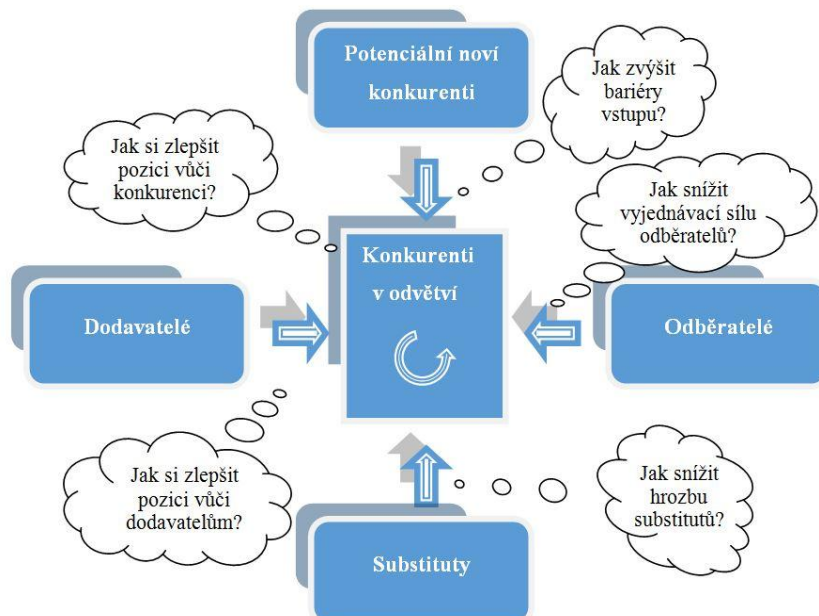 Potenciální noví
konkurenti
Jak zvýšit
bariéry
vstupu?
Jak si zlepšit
pozici vůči
konkurenci?
Jak snížit
vyjednávací sílu
odběratelů?
Konkurenti
v odvětví
Dodavatelé
Odběratelé
Jak si zlepšit
pozici vůči
dodavatelům?
Jak snížit
hrozbu
substitutů?
Substituty